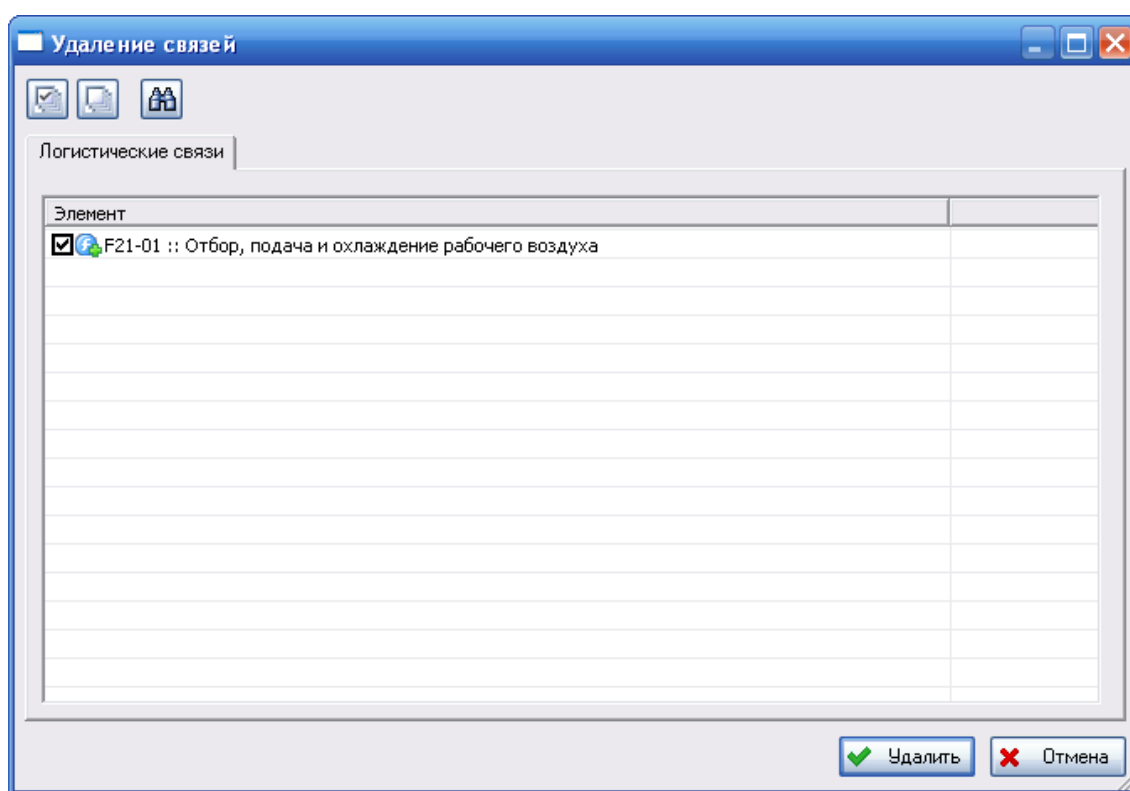 Удаление связей
Логистические связи
Элемент
F21-01 :: Отбор, подача и охлаждение рабочего воздуха
Удалить
Отмена